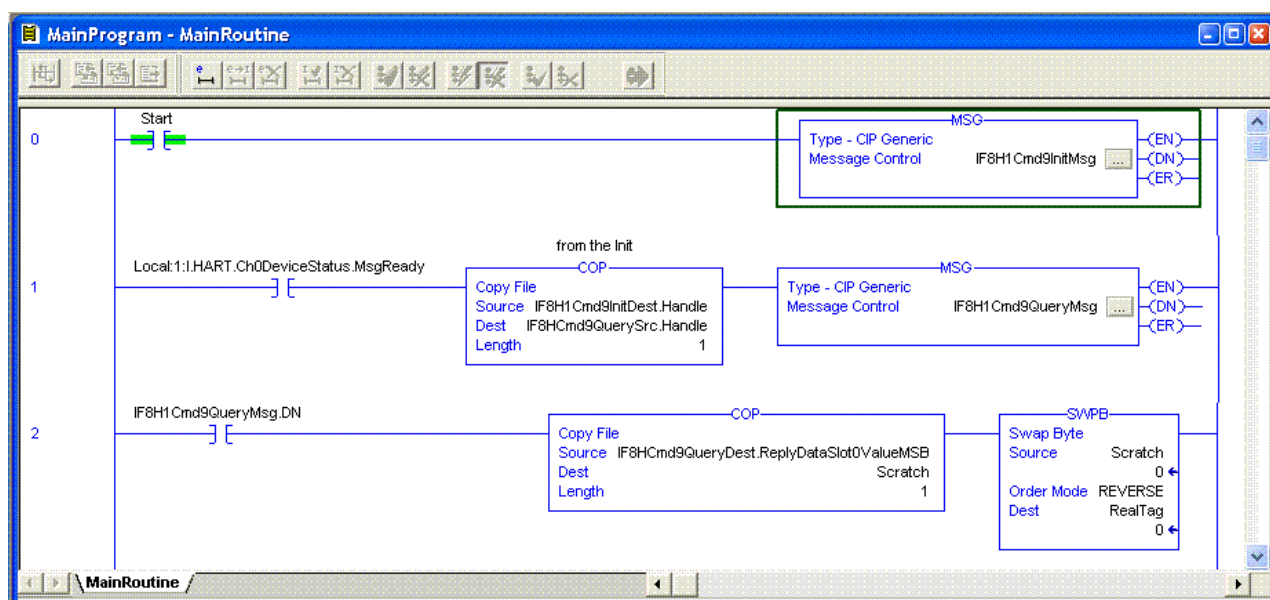 MainProgram - MainRoutine
Start
0
MSG
Type - CIP Generic
Message Control IF8H1Cmd9InitMsg ...
(EN)
(DN)
(ER)
from the Init
Local:1:I.HART.Ch0DeviceStatus.MsgReady
1
COP
Copy File
Source IF8H1Cmd9InitDest.Handle
Dest IF8HCmd9QuerySrc.Handle
Length 1
MSG
Type - CIP Generic
Message Control IF8H1Cmd9QueryMsg ...
(EN)
(DN)
(ER)
IF8H1Cmd9QueryMsg.DN
2
COP
Copy File
Source IF8HCmd9QueryDest.ReplyDataSlot0ValueMSB
Dest Scratch
Length 1
SWPB
Swap Byte
Source Scratch
0
Order Mode REVERSE
Dest RealTag
0
MainRoutine